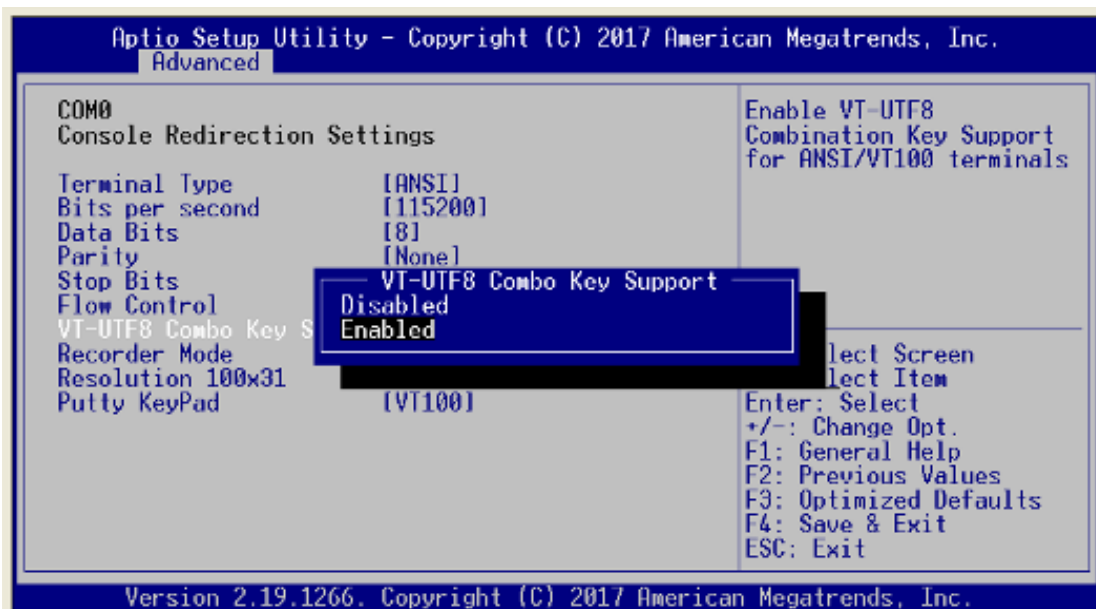 Aptio Setup Utility – Copyright (C) 2017 American Megatrends, Inc.
Advanced
COM0
Console Redirection Settings
Terminal Type [ANSI]
Bits per second [115200]
Data Bits [8]
Parity [None]
Stop Bits
Flow Control
VT-UTF8 Combo Key S
Recorder Mode
Resolution 100x31
Putty KeyPad [VT100]
VT-UTF8 Combo Key Support
Disabled
Enabled
Enable VT-UTF8
Combination Key Support
for ANSI/VT100 terminals
lect Screen
lect Item
Enter: Select
+/-: Change Opt.
F1: General Help
F2: Previous Values
F3: Optimized Defaults
F4: Save & Exit
ESC: Exit
Version 2.19.1266. Copyright (C) 2017 American Megatrends, Inc.